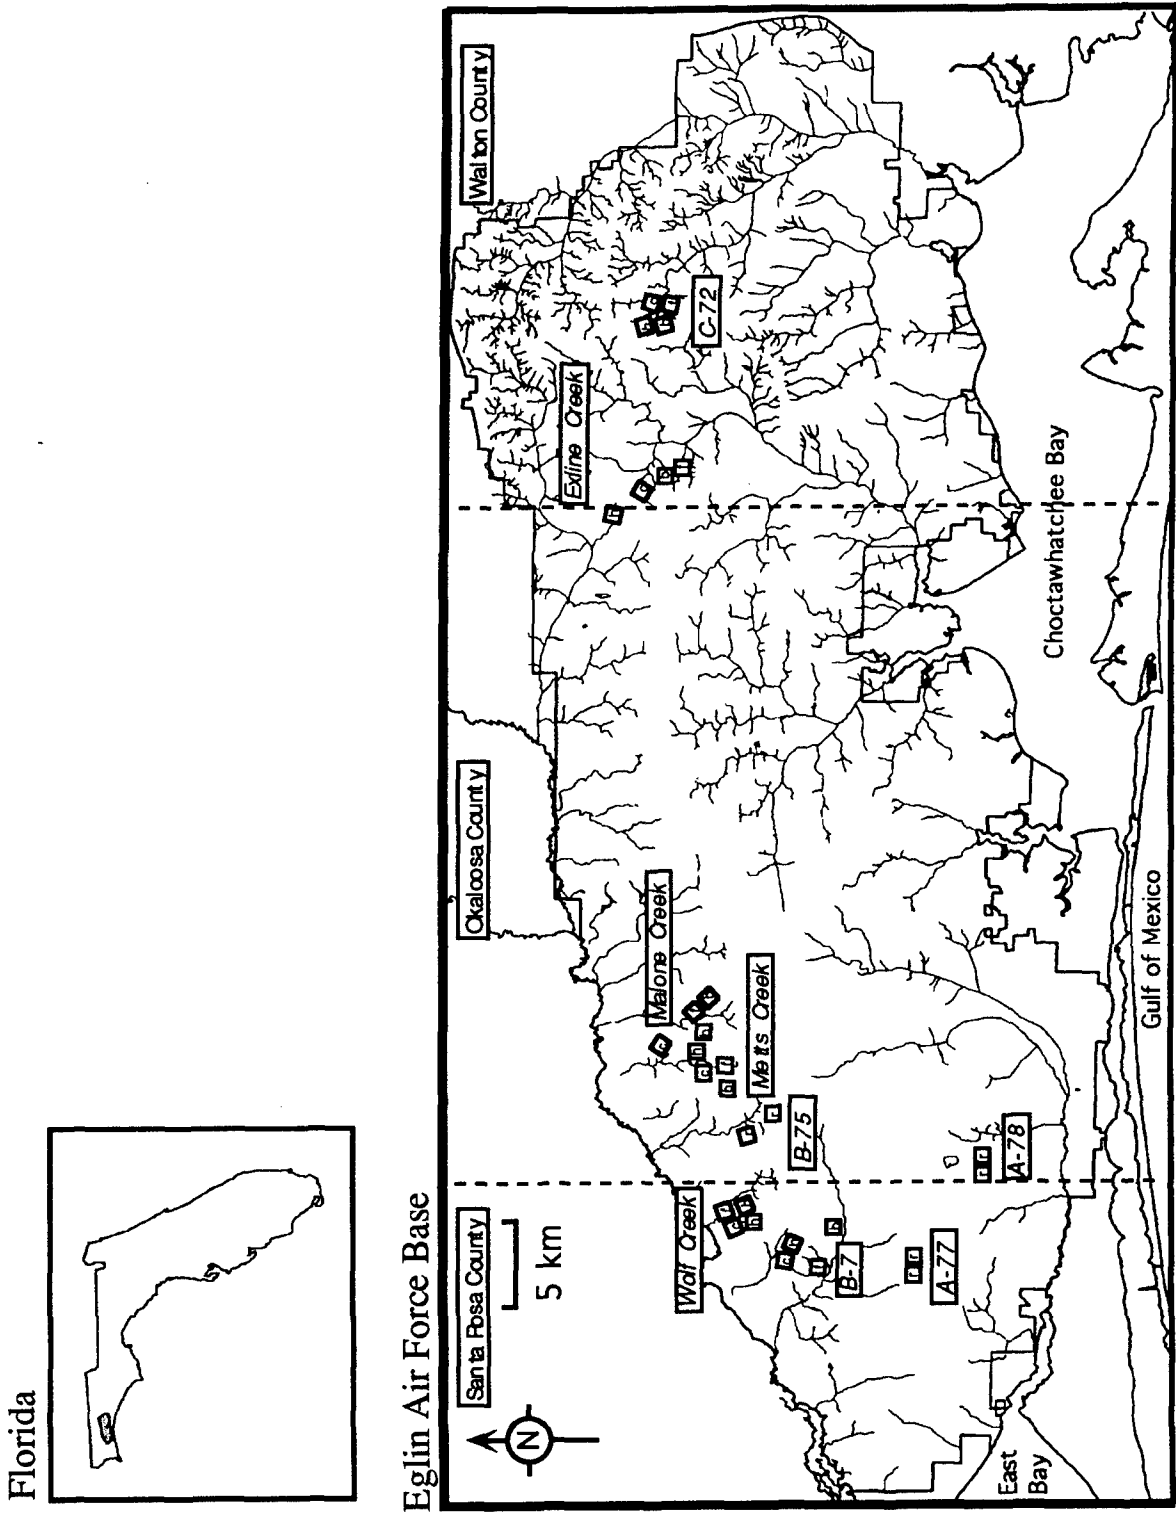 Florida
Eglin Air Force Base
Santa Rosa County
Okaloosa County
Walton County
N
5 km
Wolf Creek
Malone Creek
Exline Creek
Metts Creek
C-72
B-75
B-7
A-77
A-78
East
Bay
Choctawhatchee Bay
Gulf of Mexico